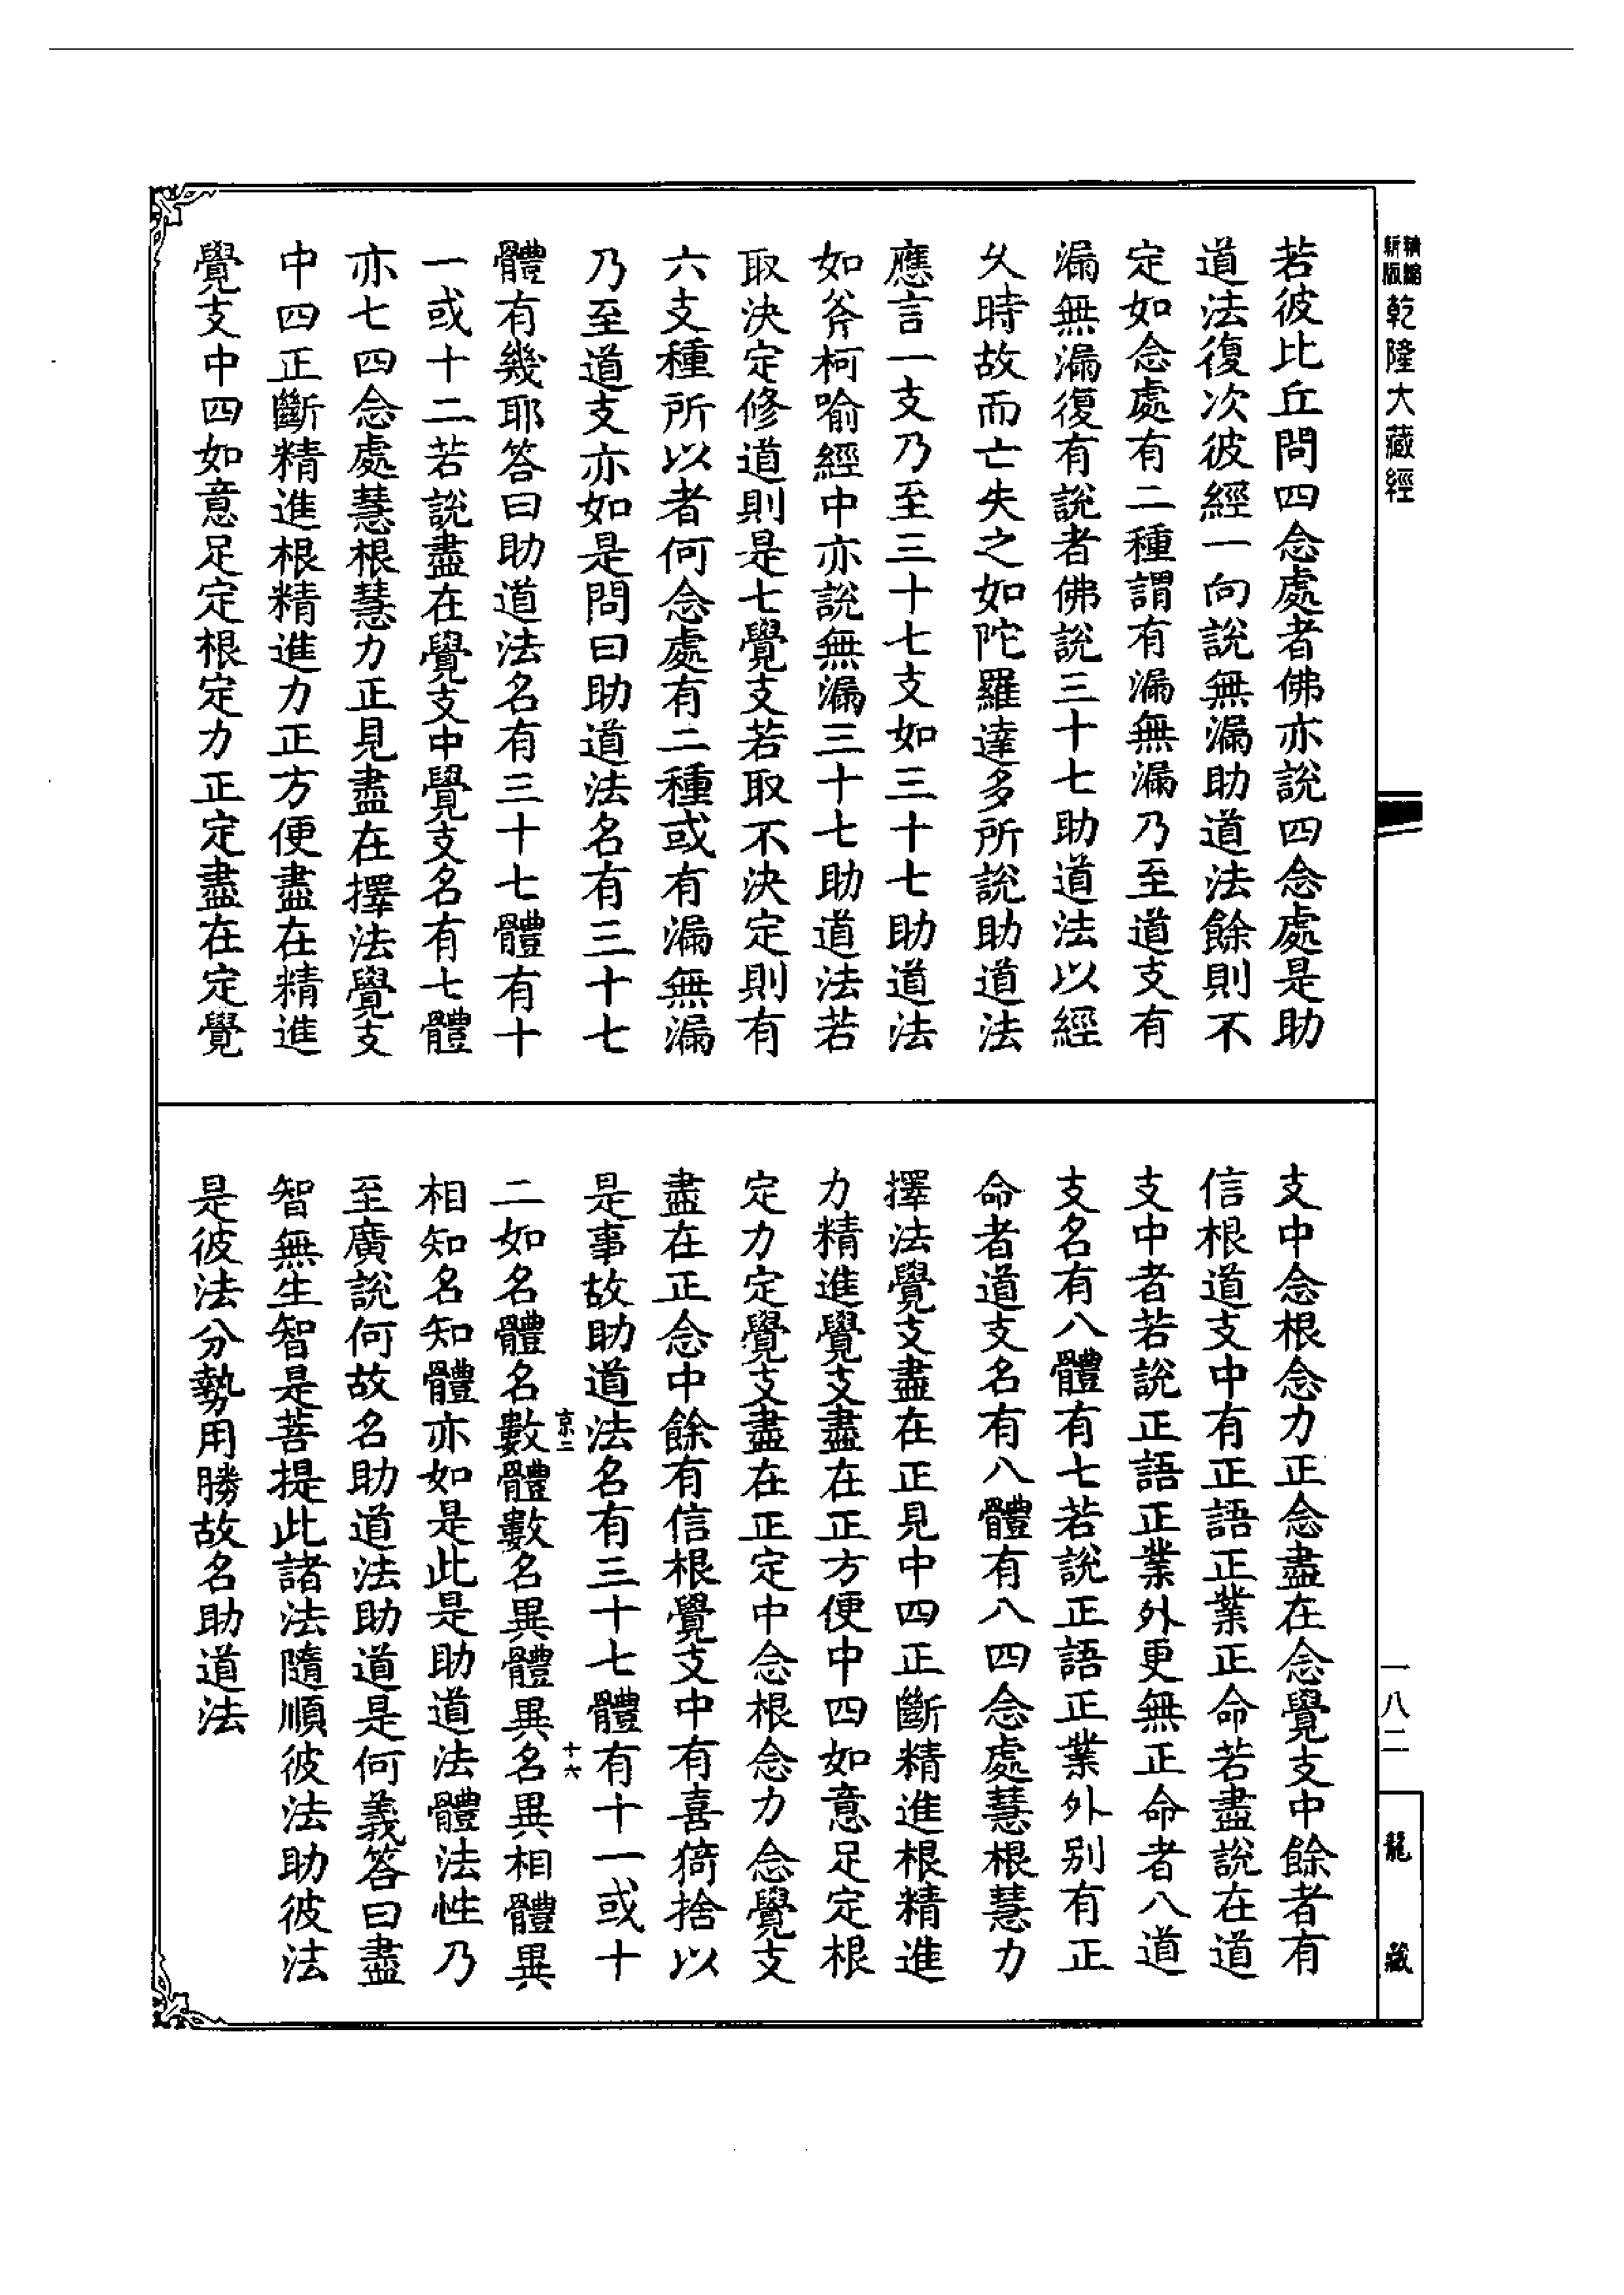 精縮新版乾隆大藏經
若彼比丘問四念處者佛亦說四念處是助
道法復次彼經一向說無漏助道法餘則不
定如念處有二種謂有漏無漏乃至道支有
漏無漏復有說者佛說三十七助道法以經
久時故而亡失之如陀羅達多所說助道法
應言一支乃至三十七支如三十七助道法
如斧柯喻經中亦說無漏三十七助道法若
取決定修道則是七覺支若取不決定則有
六支種所以者何念處有二種或有漏無漏
乃至道支亦如是問曰助道法名有三十七
體有幾耶答曰助道法名有三十七體有十
一或十二若說盡在覺支中覺支名有七體
亦七四念處慧根慧力正見盡在擇法覺支
中四正斷精進根精進力正方便盡在精進
覺支中四如意足定根定力正定盡在定覺
支中念根念力正念盡在念覺支中餘者有
信根道支中有正語正業正命若盡說在道
支中者若說正語正業外更無正命者八道
支名有八體有七若說正語正業外別有正
命者道支名有八體有八四念處慧根慧力
擇法覺支盡在正見中四正斷精進根精進
力精進覺支盡在正方便中四如意足定根
定力定覺支盡在正定中念根念力念覺支
盡在正念中餘有信根覺支中有喜猗捨以
是事故助道法名有三十七體有十一或十
京二
十六
二如名體名數體數名異體異名異相體異
相知名知體亦如是此是助道法體法性乃
至廣說何故名助道法助道是何義答曰盡
智無生智是菩提此諸法隨順彼法助彼法
是彼法分勢用勝故名助道法
一八二
龍藏